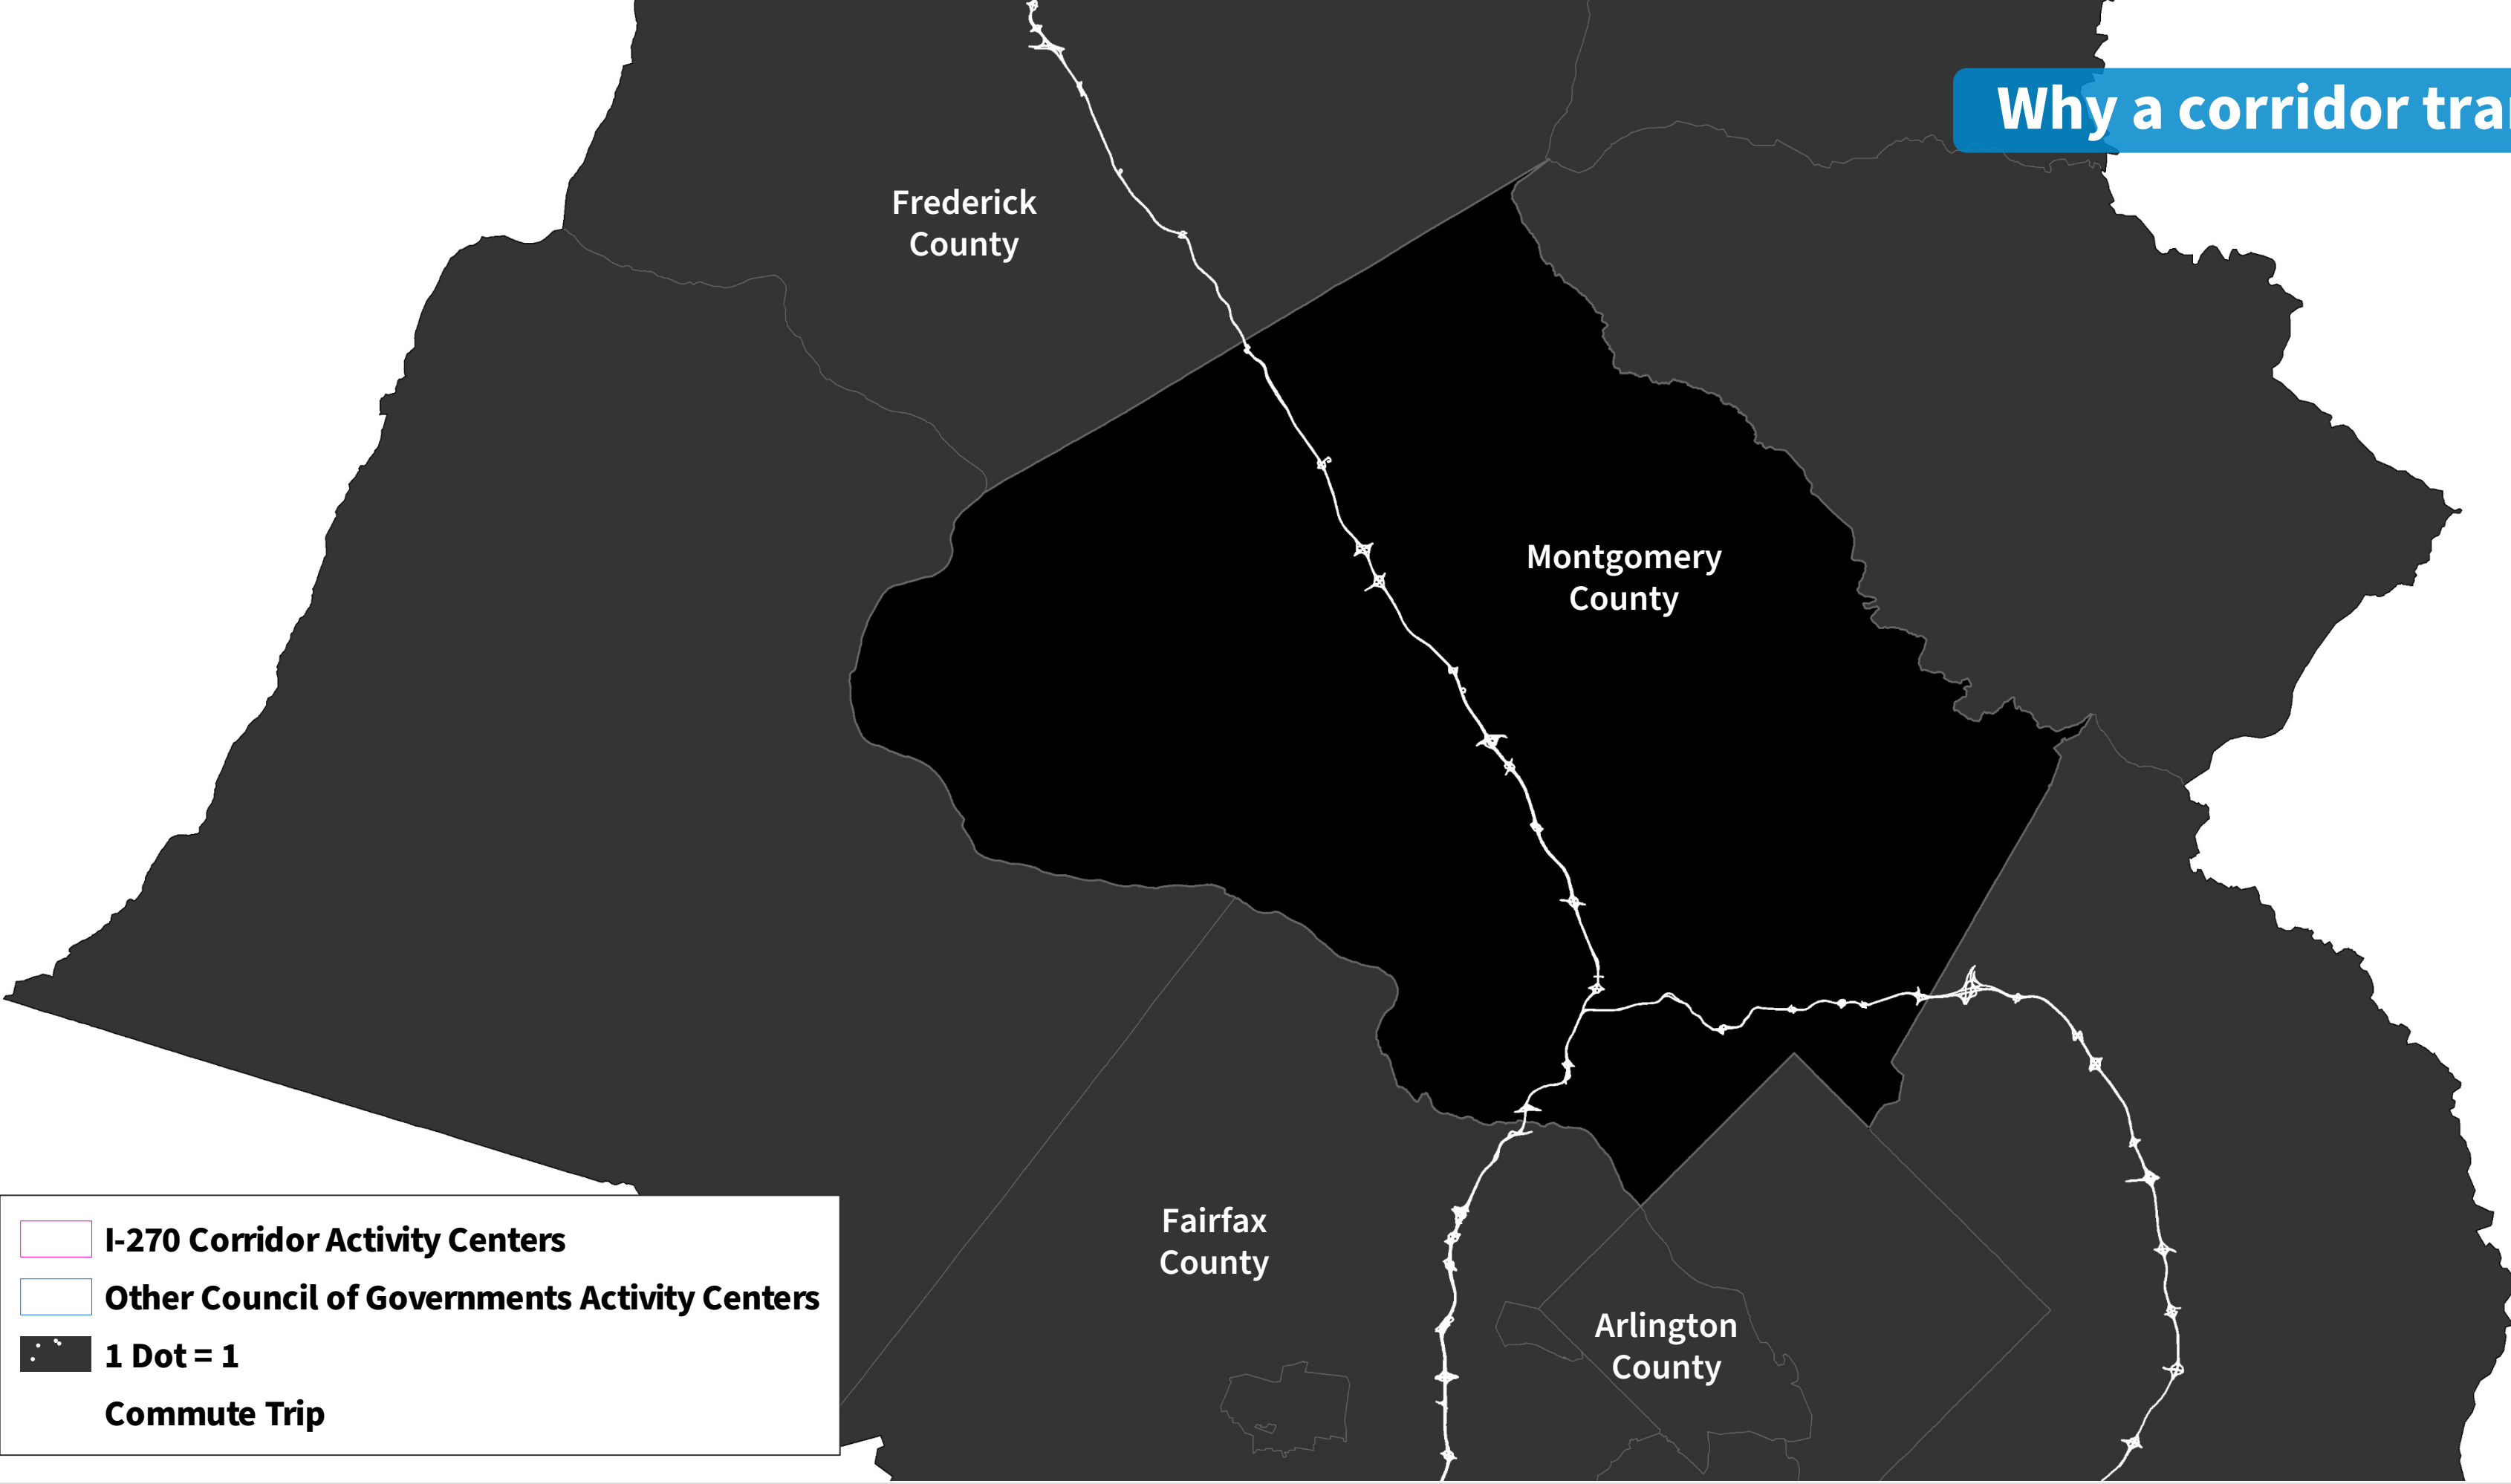 Why a corridor tra
Frederick
County
Montgomery
County
Fairfax
County
Arlington
County
I-270 Corridor Activity Centers
Other Council of Governments Activity Centers
1 Dot = 1
Commute Trip